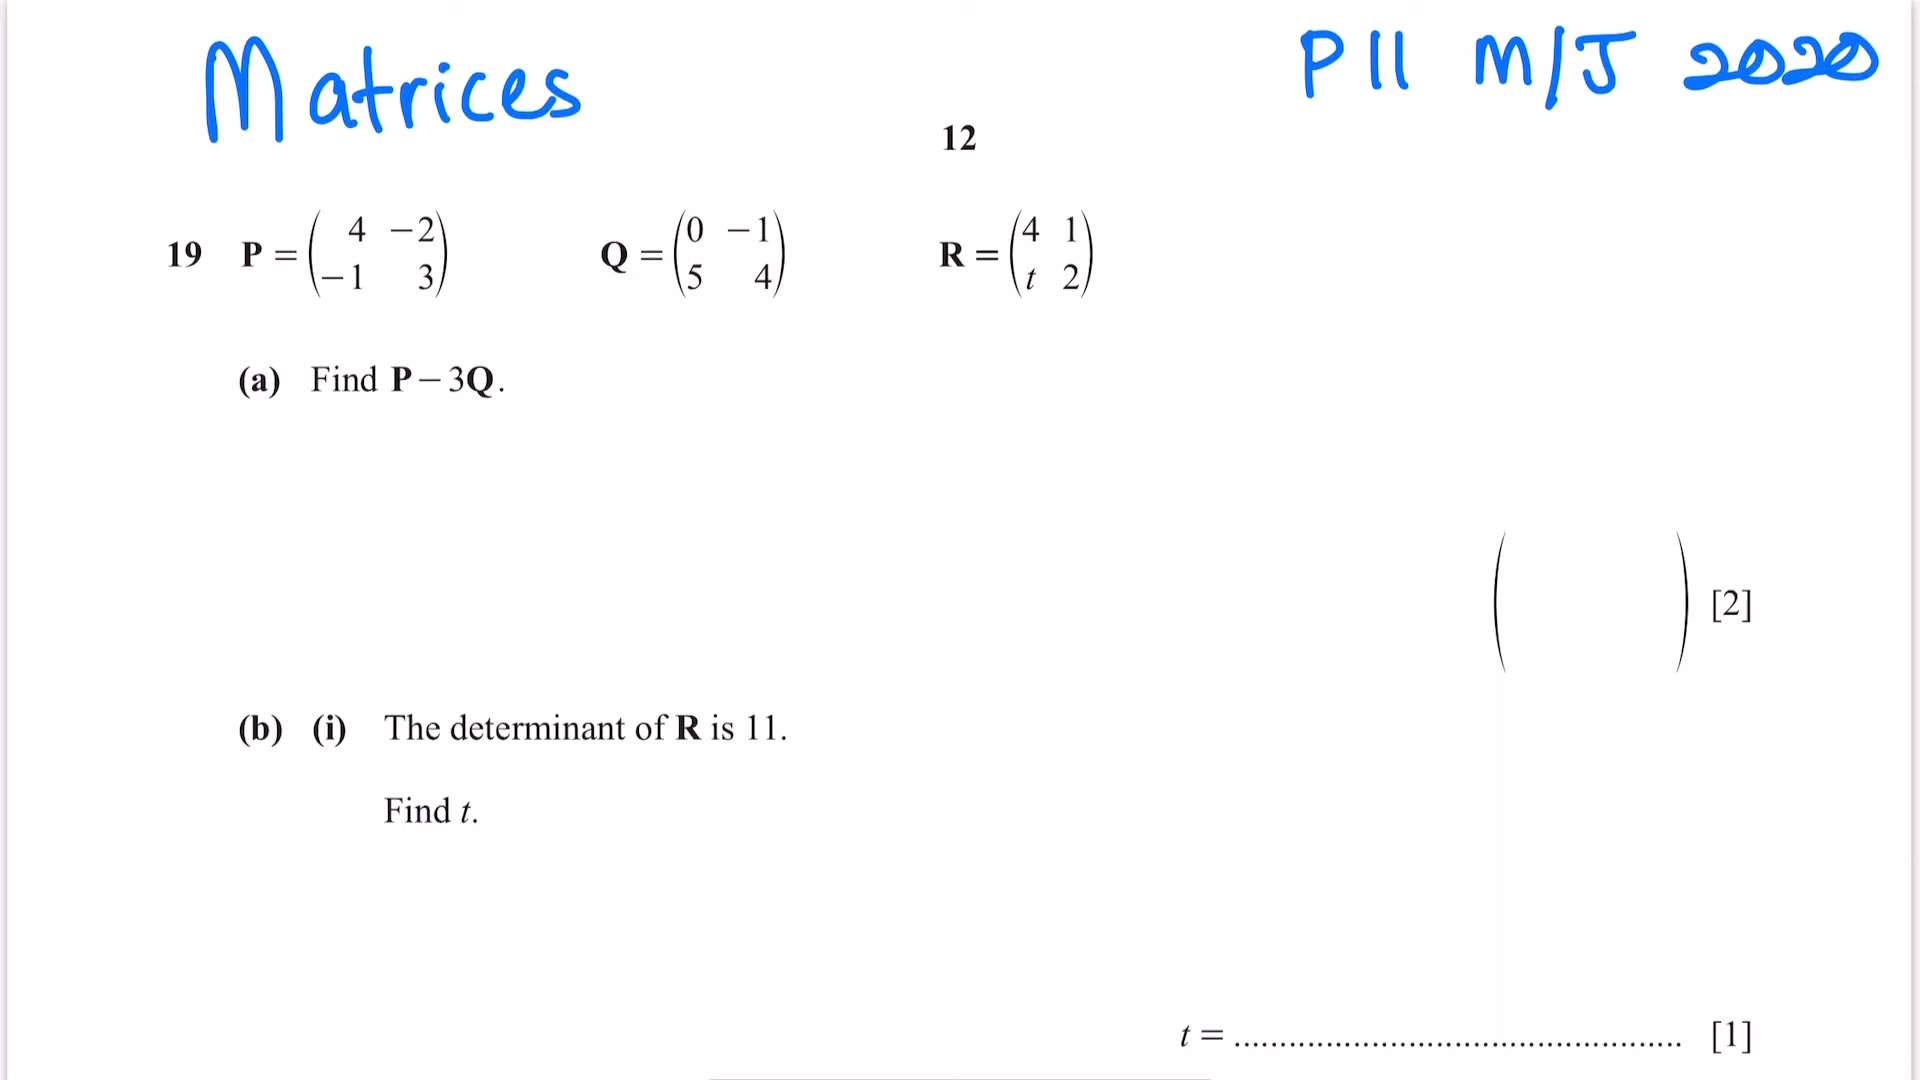 Matrices
P11 M/J 2020
12
19 P = ( 4 −2 ) Q = ( 0 −1 ) R = ( 4 1 )
( −1 3 ) ( 5 4 ) ( t 2 )
(a) Find P − 3Q.
( ) [2]
(b) (i) The determinant of R is 11.
Find t.
t = ................................................. [1]